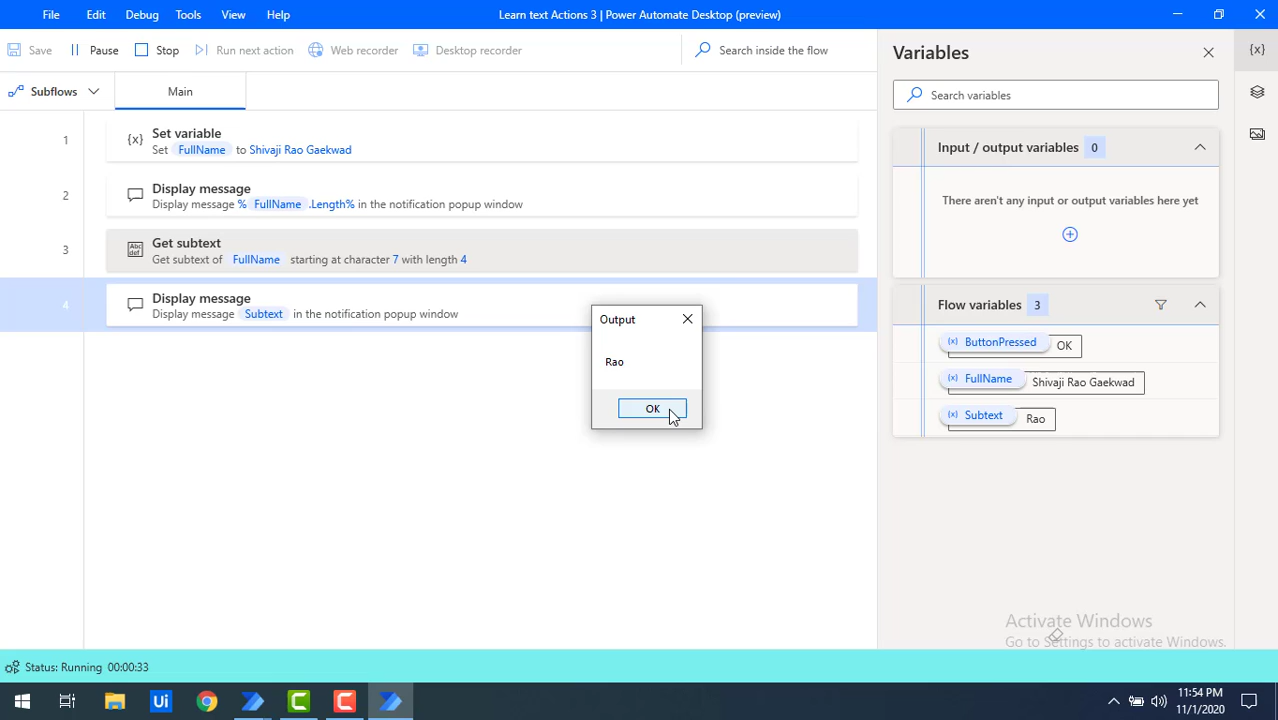 File Edit Debug Tools View Help Learn text Actions 3 | Power Automate Desktop (preview)
Save Pause Stop Run next action Web recorder Desktop recorder Search inside the flow
Variables
{x}
Subflows Main
Search variables
1 {x} Set variable
Set FullName to Shivaji Rao Gaekwad
Input / output variables 0
There aren't any input or output variables here yet
2 Display message
Display message % FullName .Length% in the notification popup window
3 Abc def Get subtext
Get subtext of FullName starting at character 7 with length 4
4 Display message
Display message Subtext in the notification popup window
Output
Rao
OK
Flow variables 3
(x) ButtonPressed OK
(x) FullName Shivaji Rao Gaekwad
(x) Subtext Rao
Activate Windows
Go to Settings to activate Windows.
Status: Running 00:00:33
Ui C C
11:54 PM
11/1/2020